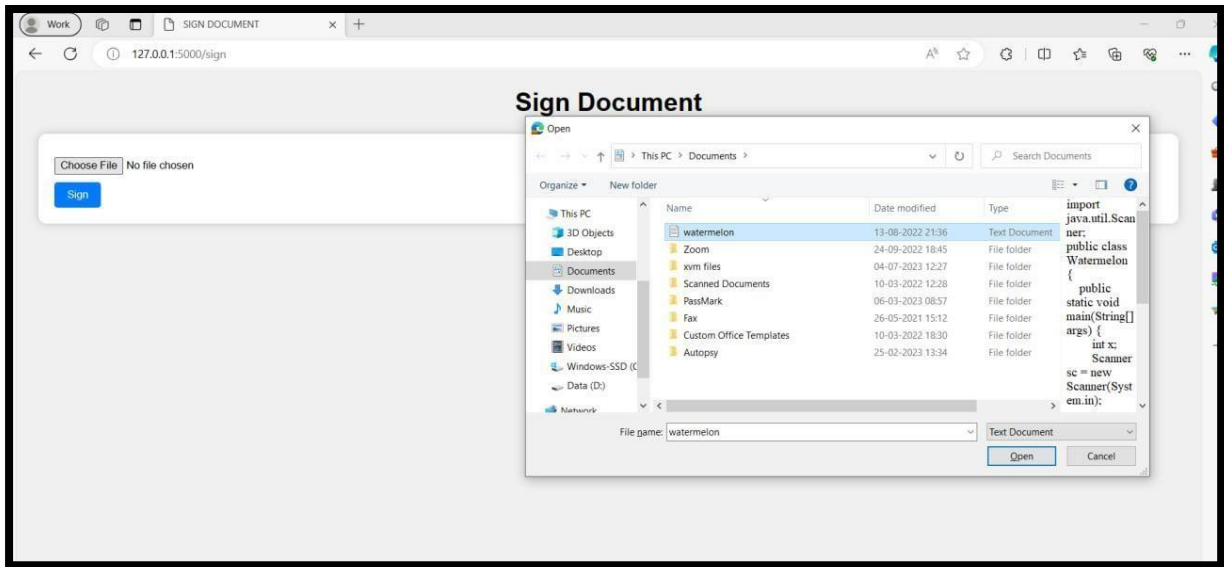 Work
SIGN DOCUMENT
127.0.0.1:5000/sign
Sign Document
Choose File No file chosen
Sign
Open
This PC > Documents >
Search Documents
Organize
New folder
This PC
3D Objects
Desktop
Documents
Downloads
Music
Pictures
Videos
Windows-SSD (C
Data (D:)
Network
Name Date modified Type
watermelon 13-08-2022 21:36 Text Document
Zoom 24-09-2022 18:45 File folder
xvm files 04-07-2023 12:27 File folder
Scanned Documents 10-03-2022 12:28 File folder
PassMark 06-03-2023 08:57 File folder
Fax 26-05-2021 15:12 File folder
Custom Office Templates 10-03-2022 18:30 File folder
Autopsy 25-02-2023 13:34 File folder
import
java.util.Scan
ner;
public class
Watermelon
{
public
static void
main(String[]
args) {
int x;
Scanner
sc = new
Scanner(Syst
em.in);
File name: watermelon
Text Document
Open
Cancel